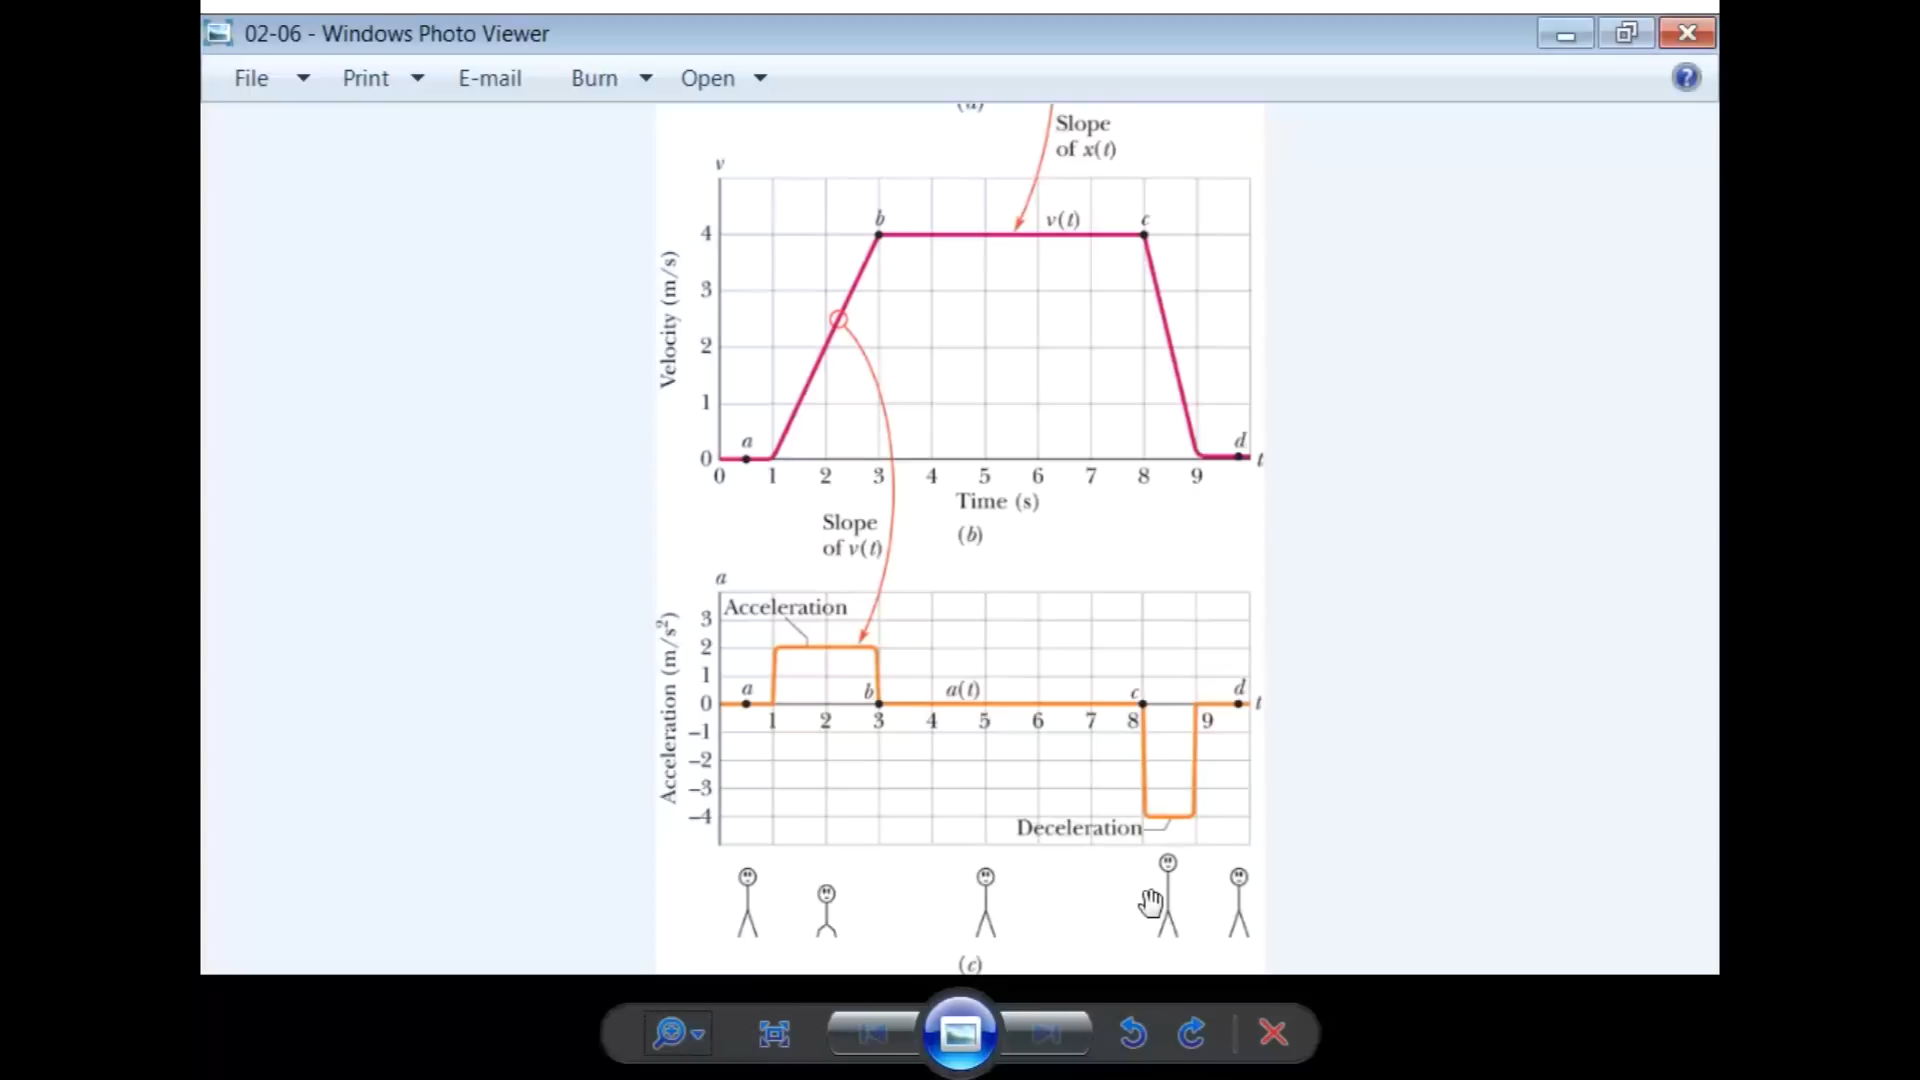 02-06 - Windows Photo Viewer
File Print E-mail Burn Open
(a)
Slope
of x(t)
v
b v(t) c
4
3
2
1
0
Velocity (m/s)
a d
t
0 1 2 3 4 5 6 7 8 9
Time (s)
(b)
Slope
of v(t)
a
Acceleration
3
2
1
0
–1
–2
–3
–4
Acceleration (m/s²)
a b a(t) c d
t
1 2 3 4 5 6 7 8 9
Deceleration
(c)